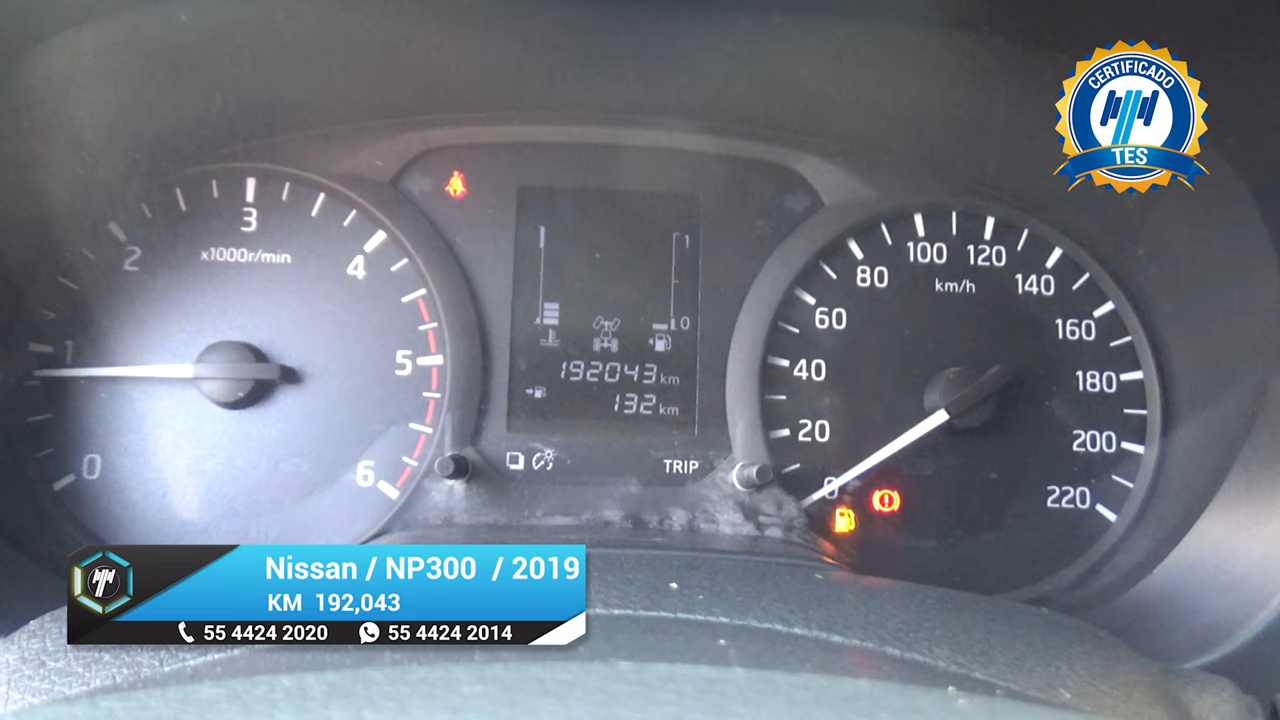 CERTIFICADO
TES
0
1
2
3
4
5
6
x1000r/min
1
0
192043 km
132 km
TRIP
0
20
40
60
80
100
120
140
160
180
200
220
km/h
Nissan / NP300 / 2019
KM 192,043
55 4424 2020 55 4424 2014